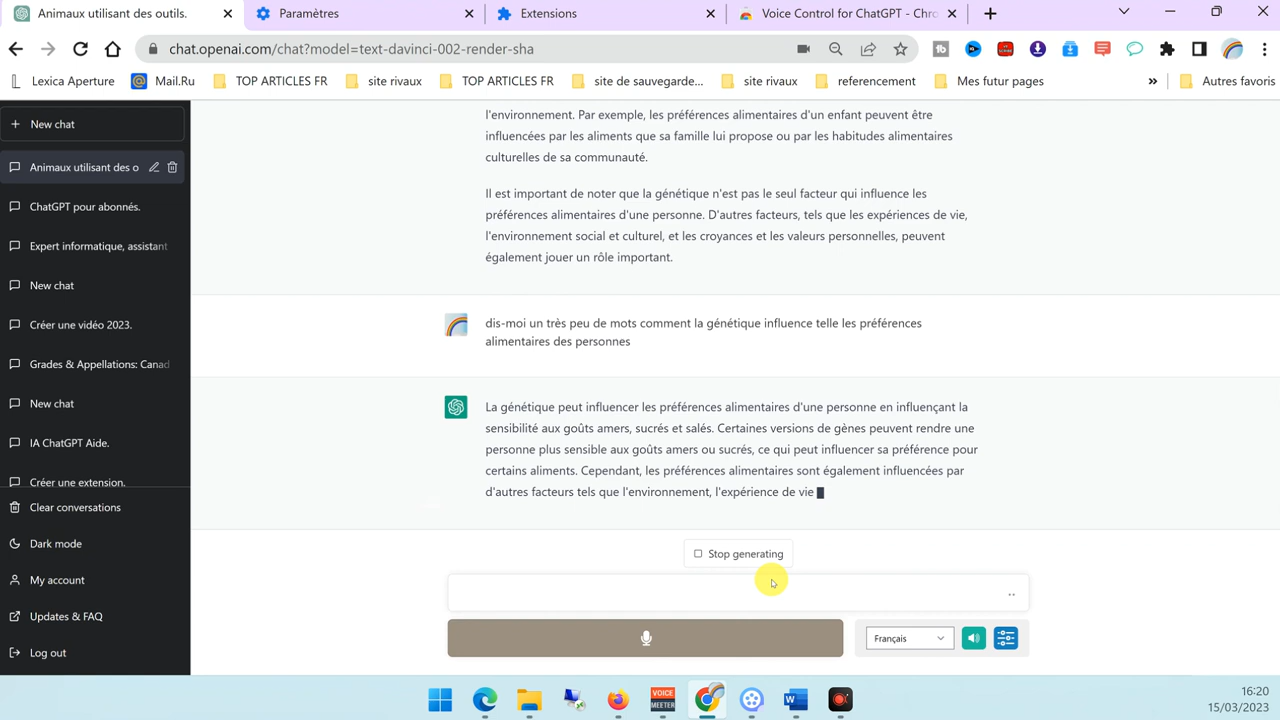 Animaux utilisant des outils.
Paramètres
Extensions
Voice Control for ChatGPT - Chro
chat.openai.com/chat?model=text-davinci-002-render-sha
Lexica Aperture
Mail.Ru
TOP ARTICLES FR
site rivaux
TOP ARTICLES FR
site de sauvegarde...
site rivaux
referencement
Mes futur pages
»
Autres favoris
New chat
Animaux utilisant des o
ChatGPT pour abonnés.
Expert informatique, assistant
New chat
Créer une vidéo 2023.
Grades & Appellations: Canad
New chat
IA ChatGPT Aide.
Créer une extension.
Clear conversations
Dark mode
My account
Updates & FAQ
Log out
l'environnement. Par exemple, les préférences alimentaires d'un enfant peuvent être
influencées par les aliments que sa famille lui propose ou par les habitudes alimentaires
culturelles de sa communauté.
Il est important de noter que la génétique n'est pas le seul facteur qui influence les
préférences alimentaires d'une personne. D'autres facteurs, tels que les expériences de vie,
l'environnement social et culturel, et les croyances et les valeurs personnelles, peuvent
également jouer un rôle important.
dis-moi un très peu de mots comment la génétique influence telle les préférences
alimentaires des personnes
La génétique peut influencer les préférences alimentaires d'une personne en influençant la
sensibilité aux goûts amers, sucrés et salés. Certaines versions de gènes peuvent rendre une
personne plus sensible aux goûts amers ou sucrés, ce qui peut influencer sa préférence pour
certains aliments. Cependant, les préférences alimentaires sont également influencées par
d'autres facteurs tels que l'environnement, l'expérience de vie
Stop generating
Français
VOICE
MEETER
16:20
15/03/2023